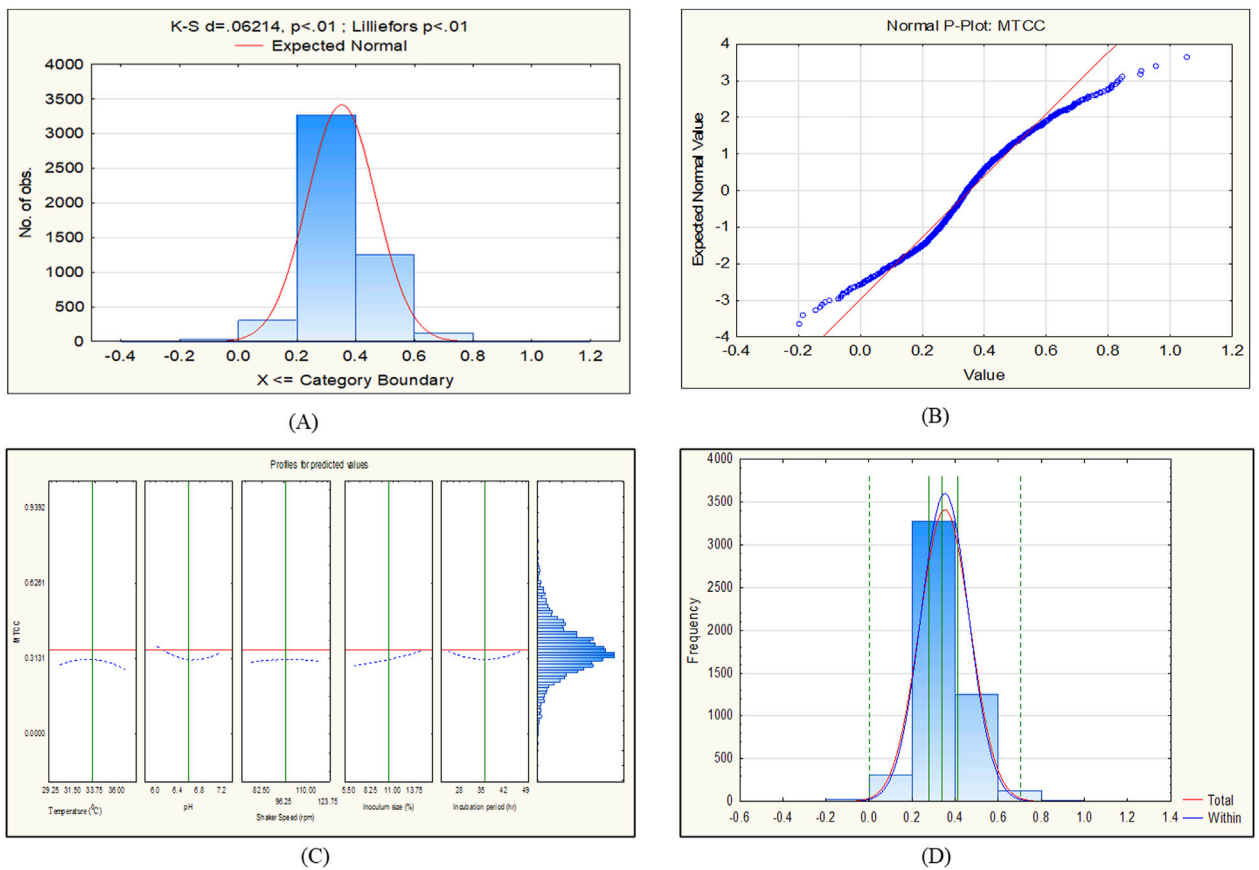 K-S d=.06214, p<.01 ; Lilliefors p<.01
Expected Normal
4000
3500
3000
2500
2000
1500
1000
500
0
No. of obs.
-0.4 -0.2 0.0 0.2 0.4 0.6 0.8 1.0 1.2
X <= Category Boundary
(A)
Normal P-Plot: MTCC
4
3
2
1
0
-1
-2
-3
-4
Expected Normal Value
-0.4 -0.2 0.0 0.2 0.4 0.6 0.8 1.0 1.2
Value
(B)
Profiles for predicted values
0.9392
0.6261
0.3131
0.0000
MTCC
29.25 31.50 33.75 36.00
Temperature (⁰C)
6.0 6.4 6.8 7.2
pH
82.50 110.00
96.25 123.75
Shaker Speed (rpm)
5.50 8.25 11.00 13.75
Inoculum size (%)
28 35 42 49
Incubation period (hr)
(C)
4000
3500
3000
2500
2000
1500
1000
500
0
Frequency
-0.6 -0.4 -0.2 0.0 0.2 0.4 0.6 0.8 1.0 1.2 1.4
Total
Within
(D)